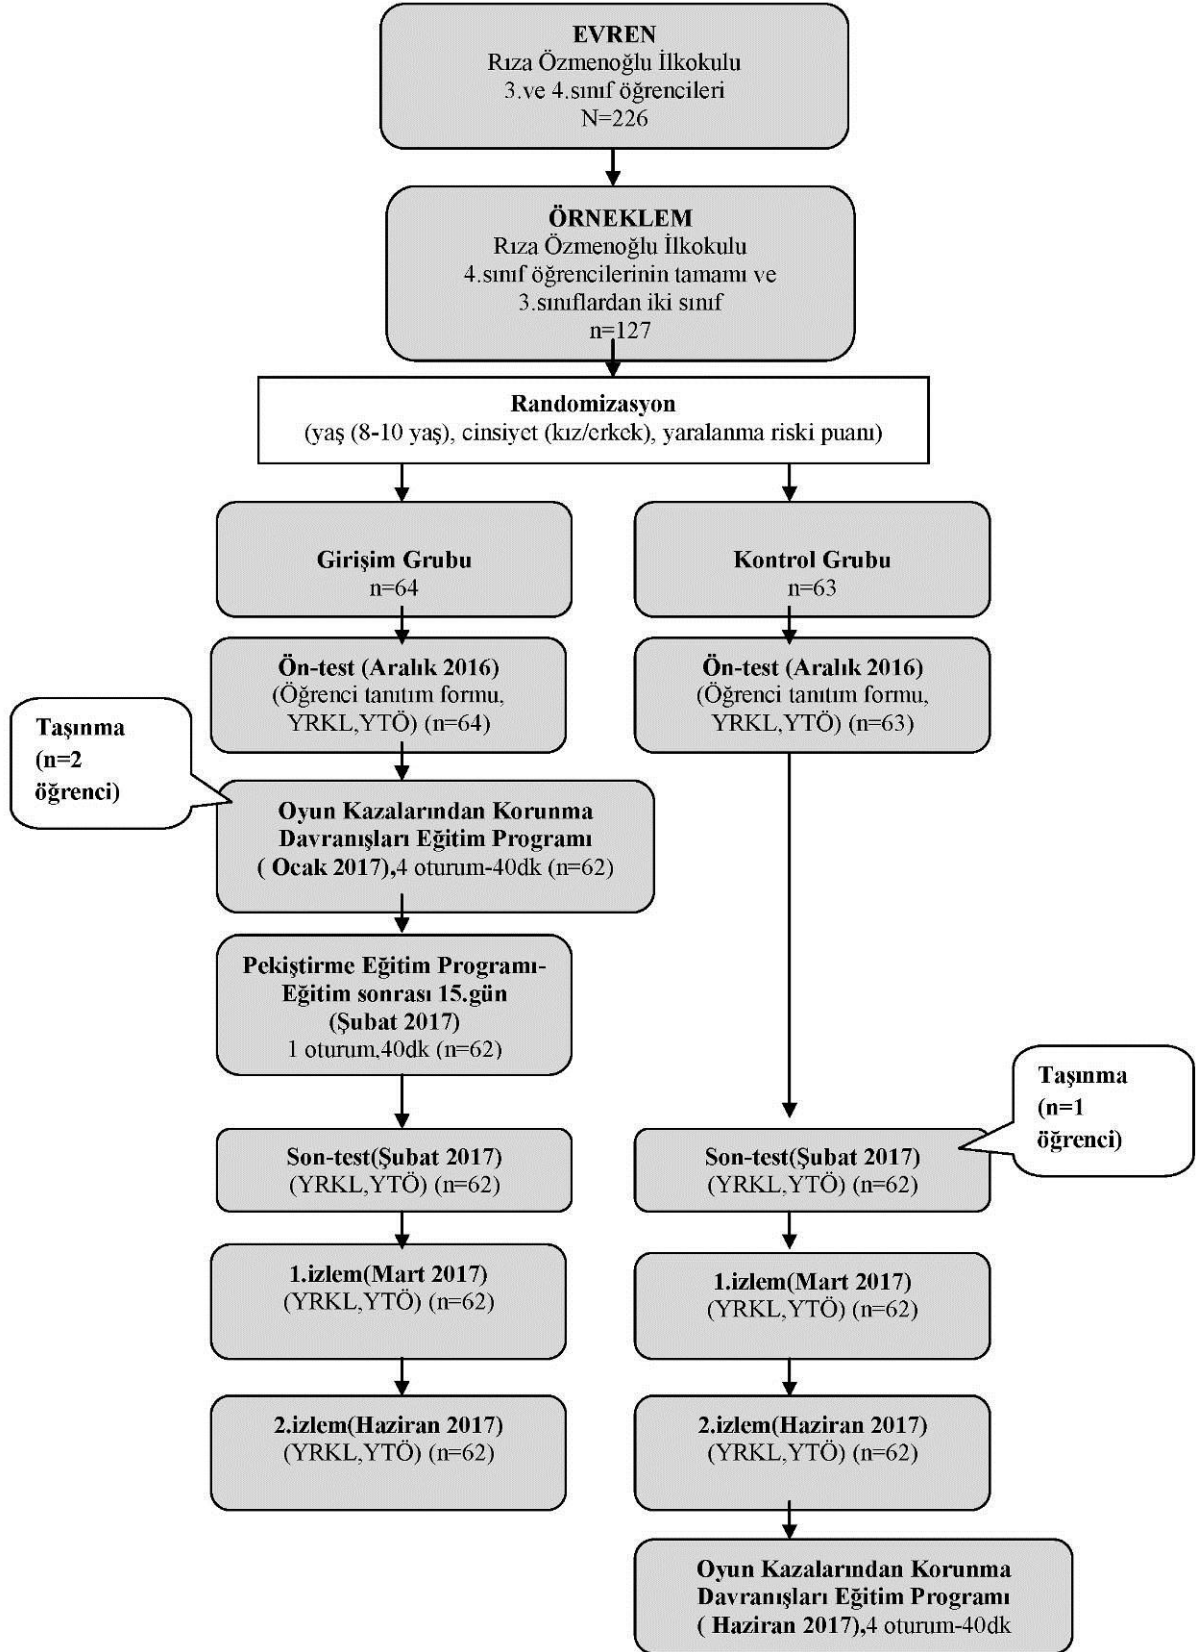 EVREN
Rıza Özmenoğlu İlkokulu
3.ve 4.sınıf öğrencileri
N=226
ÖRNEKLEM
Rıza Özmenoğlu İlkokulu
4.sınıf öğrencilerinin tamamı ve
3.sınıflardan iki sınıf
n=127
Randomizasyon
(yaş (8-10 yaş), cinsiyet (kız/erkek), yaralanma riski puanı)
Girişim Grubu
n=64
Kontrol Grubu
n=63
Ön-test (Aralık 2016)
(Öğrenci tanıtım formu,
YRKL,YTÖ) (n=64)
Ön-test (Aralık 2016)
(Öğrenci tanıtım formu,
YRKL,YTÖ) (n=63)
Taşınma
(n=2
öğrenci)
Oyun Kazalarından Korunma
Davranışları Eğitim Programı
( Ocak 2017),4 oturum-40dk (n=62)
Pekiştirme Eğitim Programı-
Eğitim sonrası 15.gün
(Şubat 2017)
1 oturum,40dk (n=62)
Taşınma
(n=1
öğrenci)
Son-test(Şubat 2017)
(YRKL,YTÖ) (n=62)
Son-test(Şubat 2017)
(YRKL,YTÖ) (n=62)
1.izlem(Mart 2017)
(YRKL,YTÖ) (n=62)
1.izlem(Mart 2017)
(YRKL,YTÖ) (n=62)
2.izlem(Haziran 2017)
(YRKL,YTÖ) (n=62)
2.izlem(Haziran 2017)
(YRKL,YTÖ) (n=62)
Oyun Kazalarından Korunma
Davranışları Eğitim Programı
( Haziran 2017),4 oturum-40dk